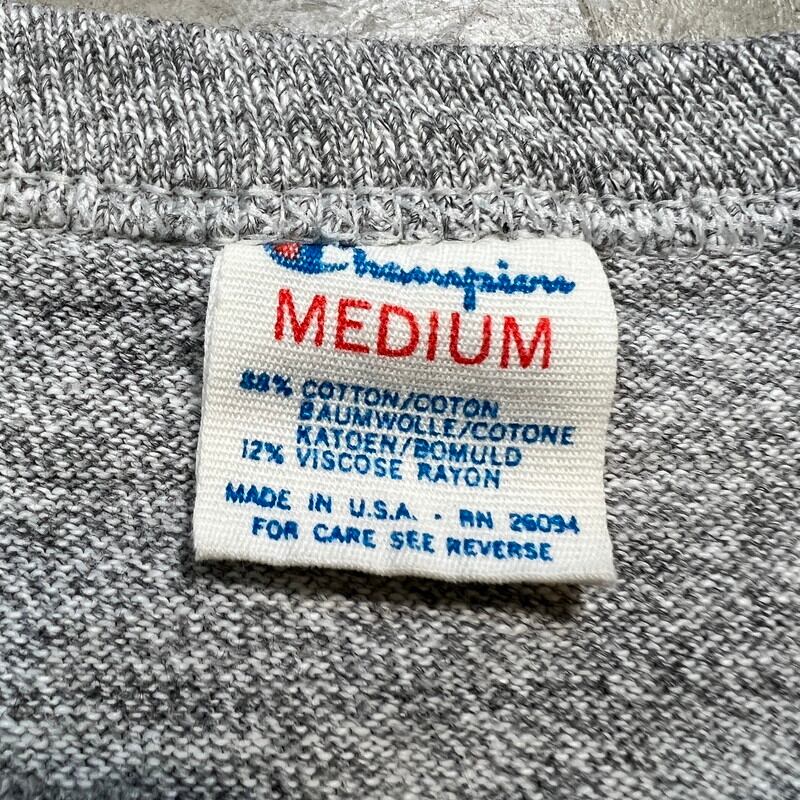 Champion
MEDIUM
88% COTTON/COTON
BAUMWOLLE/COTONE
KATOEN/BOMULD
12% VISCOSE RAYON
MADE IN U.S.A. · RN 26094
FOR CARE SEE REVERSE